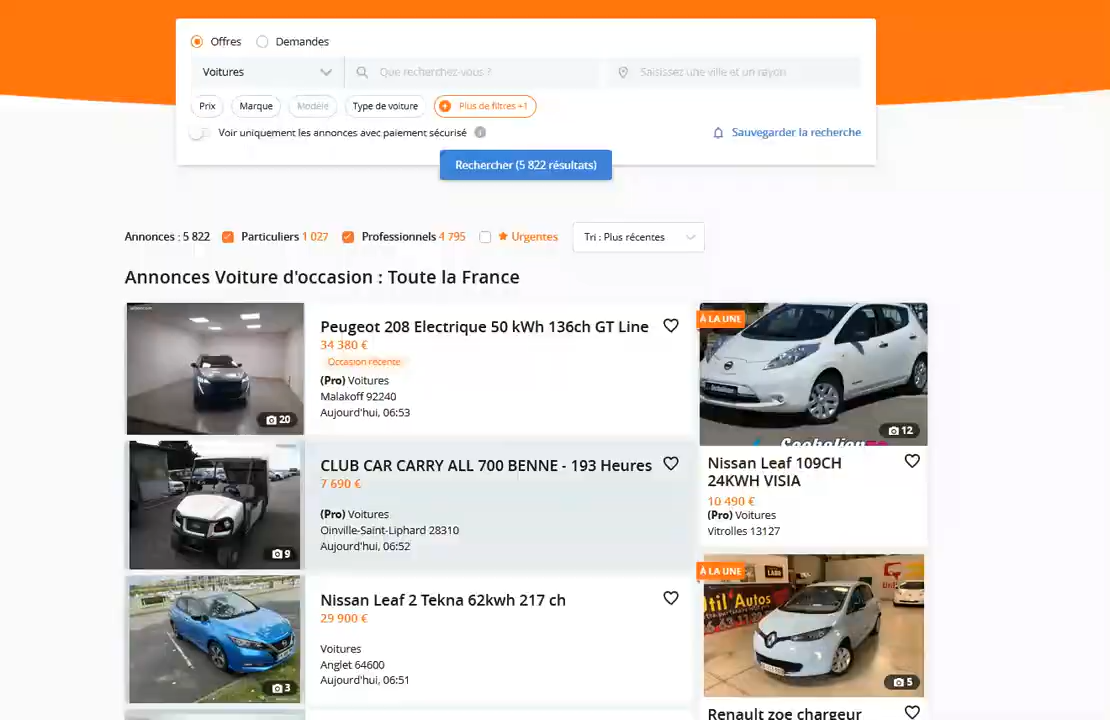 Offres
Demandes
Voitures
Que recherchez-vous ?
Saisissez une ville et un rayon
Prix
Marque
Modèle
Type de voiture
Plus de filtres +1
Voir uniquement les annonces avec paiement sécurisé
Sauvegarder la recherche
Rechercher (5 822 résultats)
Annonces : 5 822
Particuliers 1 027
Professionnels 4 795
Urgentes
Tri : Plus récentes
Annonces Voiture d'occasion : Toute la France
20
Peugeot 208 Electrique 50 kWh 136ch GT Line
34 380 €
Occasion récente
(Pro) Voitures
Malakoff 92240
Aujourd'hui, 06:53
9
CLUB CAR CARRY ALL 700 BENNE - 193 Heures
7 690 €
(Pro) Voitures
Oinville-Saint-Liphard 28310
Aujourd'hui, 06:52
3
Nissan Leaf 2 Tekna 62kwh 217 ch
29 900 €
Voitures
Anglet 64600
Aujourd'hui, 06:51
À LA UNE
12
Nissan Leaf 109CH
24KWH VISIA
10 490 €
(Pro) Voitures
Vitrolles 13127
À LA UNE
til'Autos
5
Renault zoe chargeur